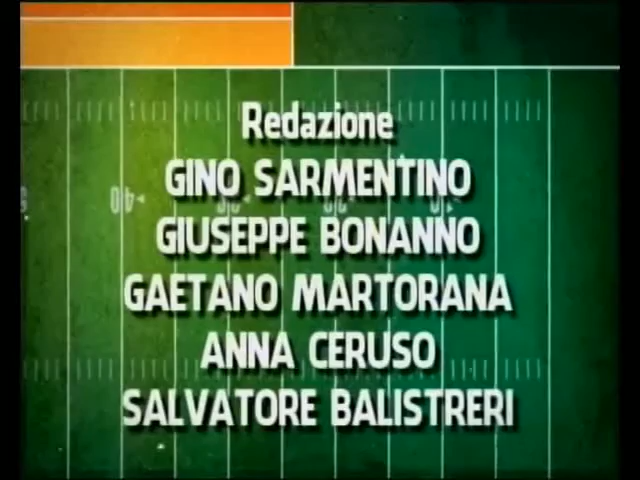 Redazione
GINO SARMENTINO
GIUSEPPE BONANNO
GAETANO MARTORANA
ANNA CERUSO
SALVATORE BALISTRERI